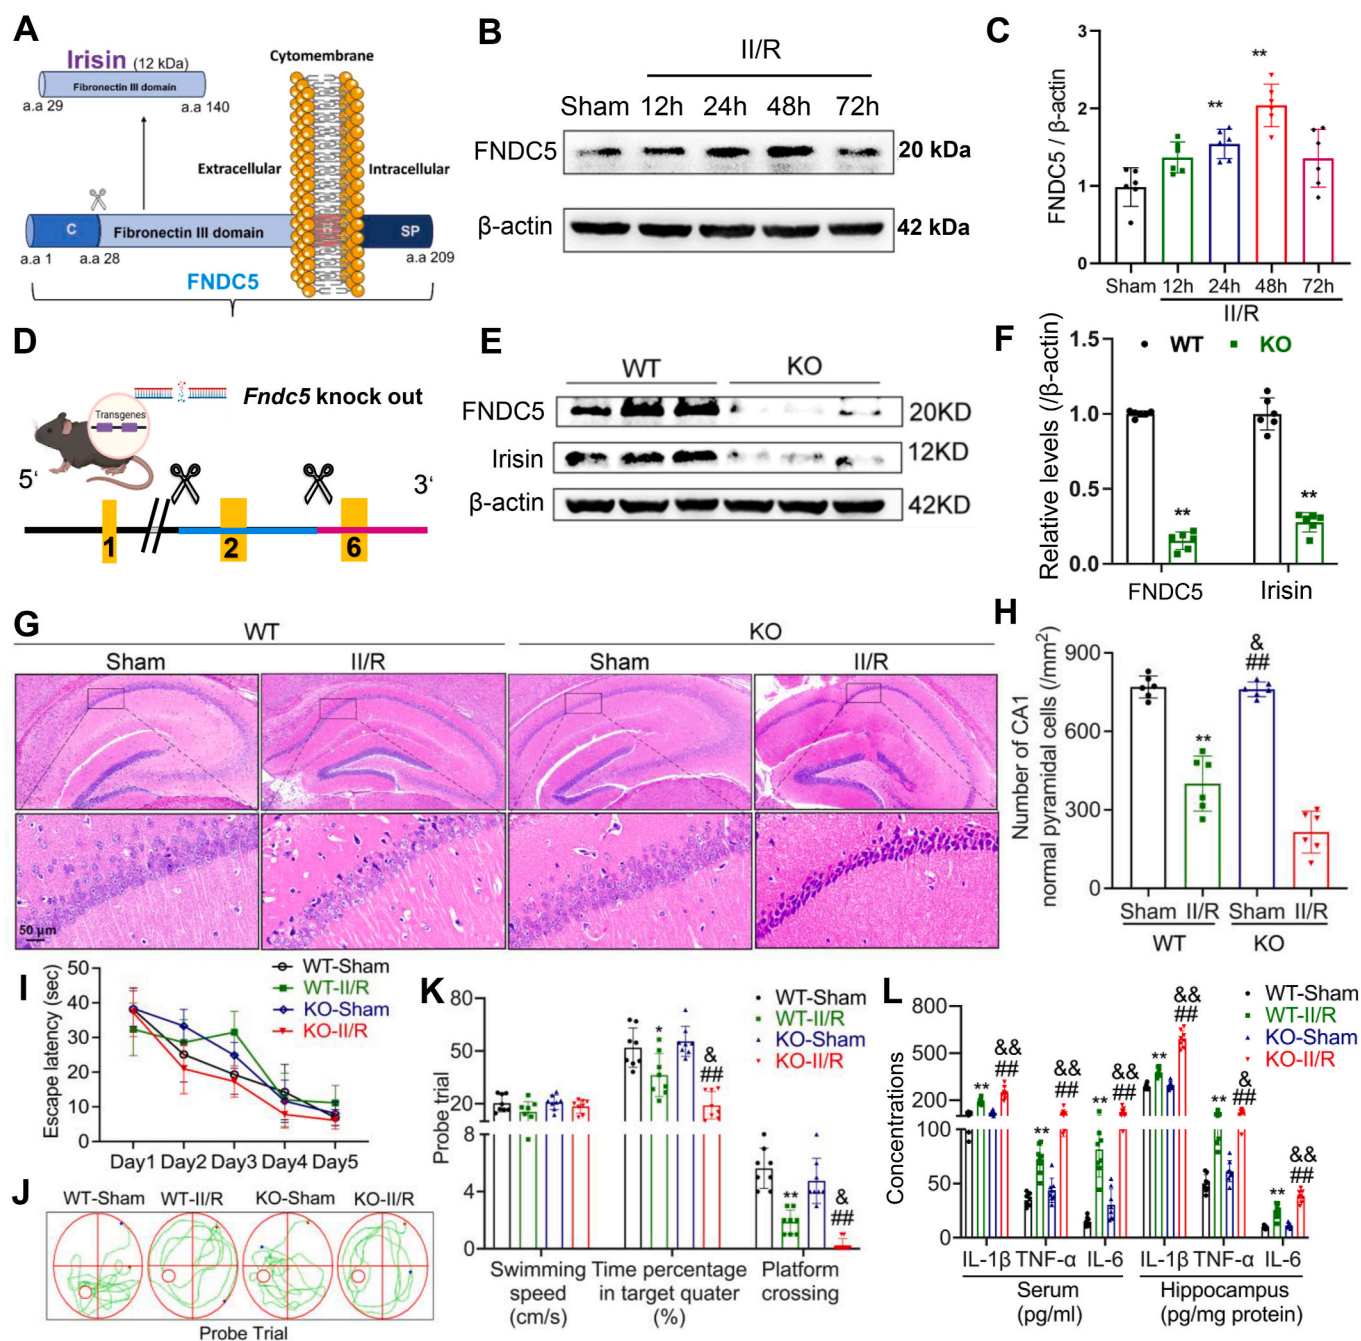 A
Irisin (12 kDa)
Fibronectin III domain
a.a 29
a.a 140
Cytomembrane
Extracellular
Intracellular
C
Fibronectin III domain
SP
a.a 1
a.a 28
a.a 209
FNDC5
B
II/R
Sham 12h 24h 48h 72h
FNDC5
20 kDa
β-actin
42 kDa
C
FNDC5 / β-actin
3
2
1
0
**
**
Sham 12h 24h 48h 72h
II/R
D
Transgenes
Fndc5 knock out
5‘
3‘
1
2
6
E
WT
KO
FNDC5
20KD
Irisin
12KD
β-actin
42KD
F
Relative levels (/β-actin)
1.5
1.0
0.5
0.0
WT
KO
**
**
FNDC5
Irisin
G
WT
KO
Sham
II/R
Sham
II/R
50 μm
H
Number of CA1
normal pyramidal cells (/mm²)
900
600
300
0
**
&
##
Sham II/R Sham II/R
WT
KO
I
Escape latency (sec)
50
40
30
20
10
0
WT-Sham
WT-II/R
KO-Sham
KO-II/R
Day1 Day2 Day3 Day4 Day5
J
WT-Sham
WT-II/R
KO-Sham
KO-II/R
Probe Trial
K
Probe trial
80
50
20
8
4
0
WT-Sham
WT-II/R
KO-Sham
KO-II/R
*
&
##
**
&
##
Swimming
speed
(cm/s)
Time percentage
in target quater
(%)
Platform
crossing
L
Concentrations
800
500
200
100
50
0
WT-Sham
WT-II/R
KO-Sham
KO-II/R
**
&&
##
**
&&
##
**
&&
##
**
&&
##
**
&
##
**
&&
##
IL-1β TNF-α IL-6
IL-1β TNF-α IL-6
Serum
(pg/ml)
Hippocampus
(pg/mg protein)